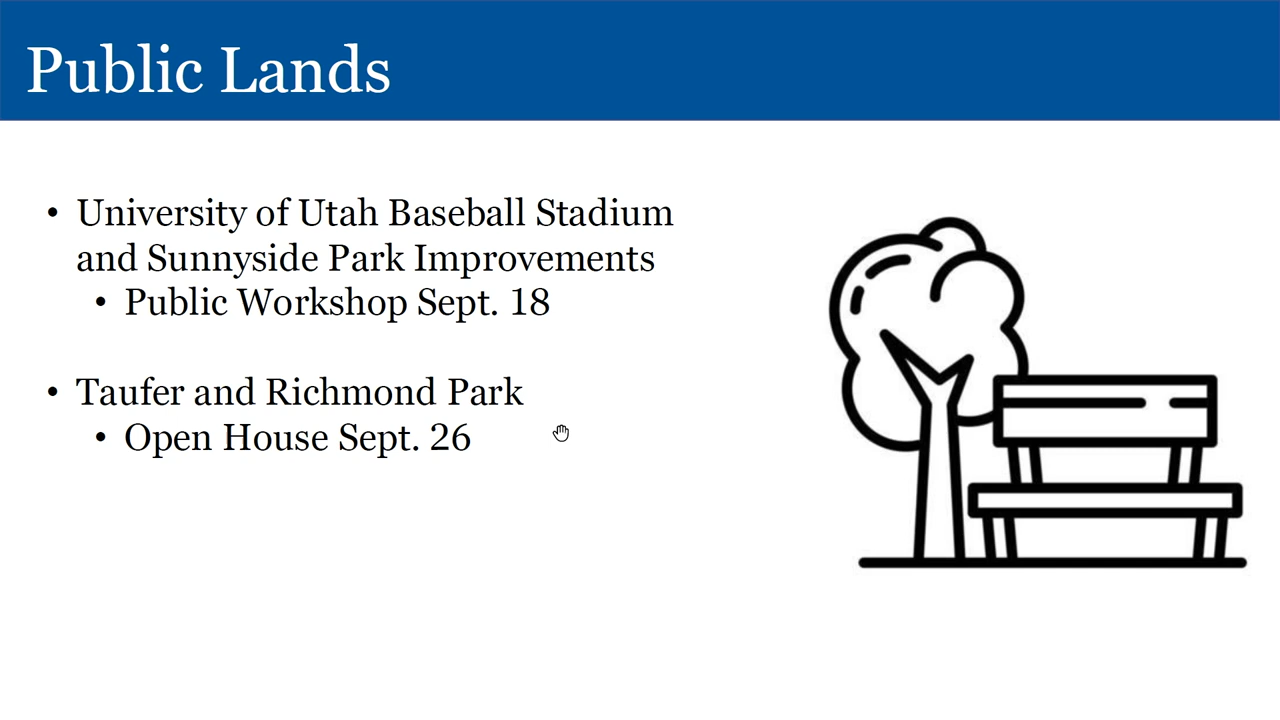 Public Lands
• University of Utah Baseball Stadium
and Sunnyside Park Improvements
• Public Workshop Sept. 18
• Taufer and Richmond Park
• Open House Sept. 26